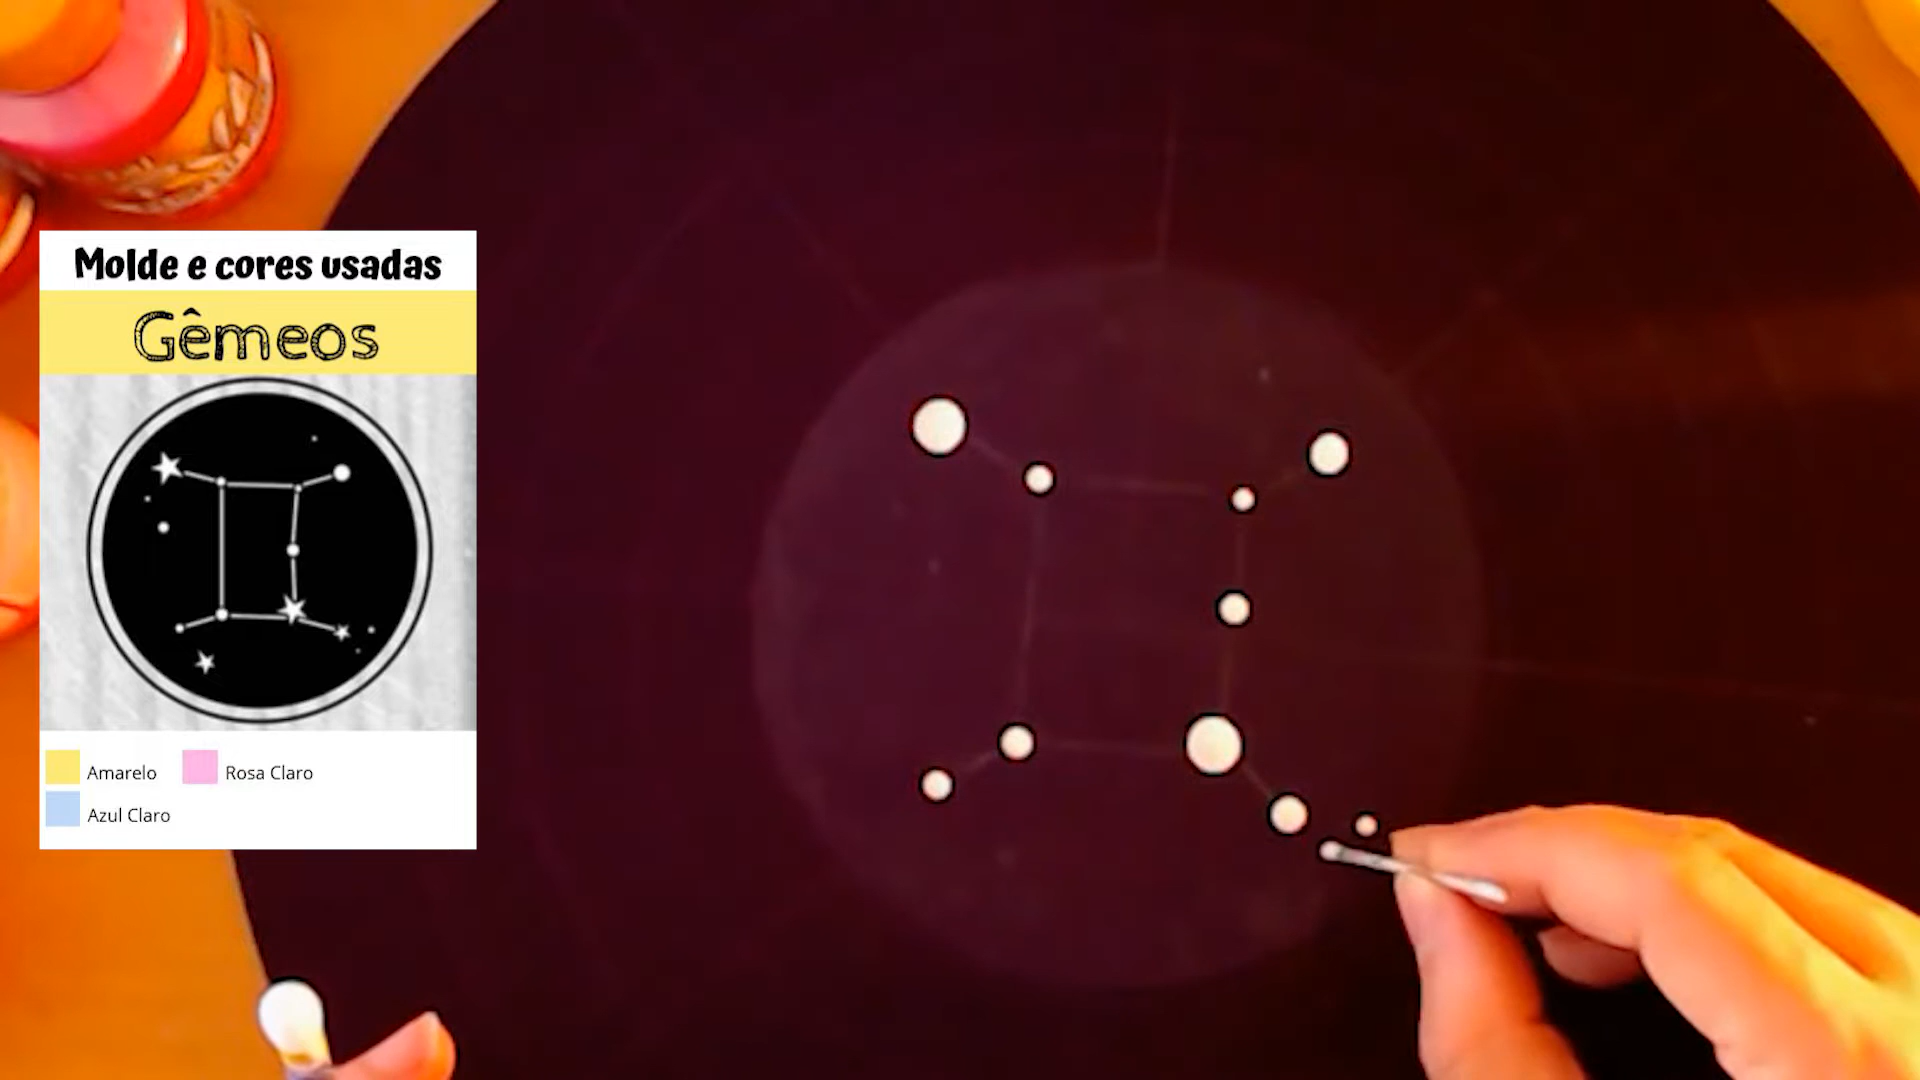 Molde e cores usadas
Gêmeos
Amarelo
Rosa Claro
Azul Claro